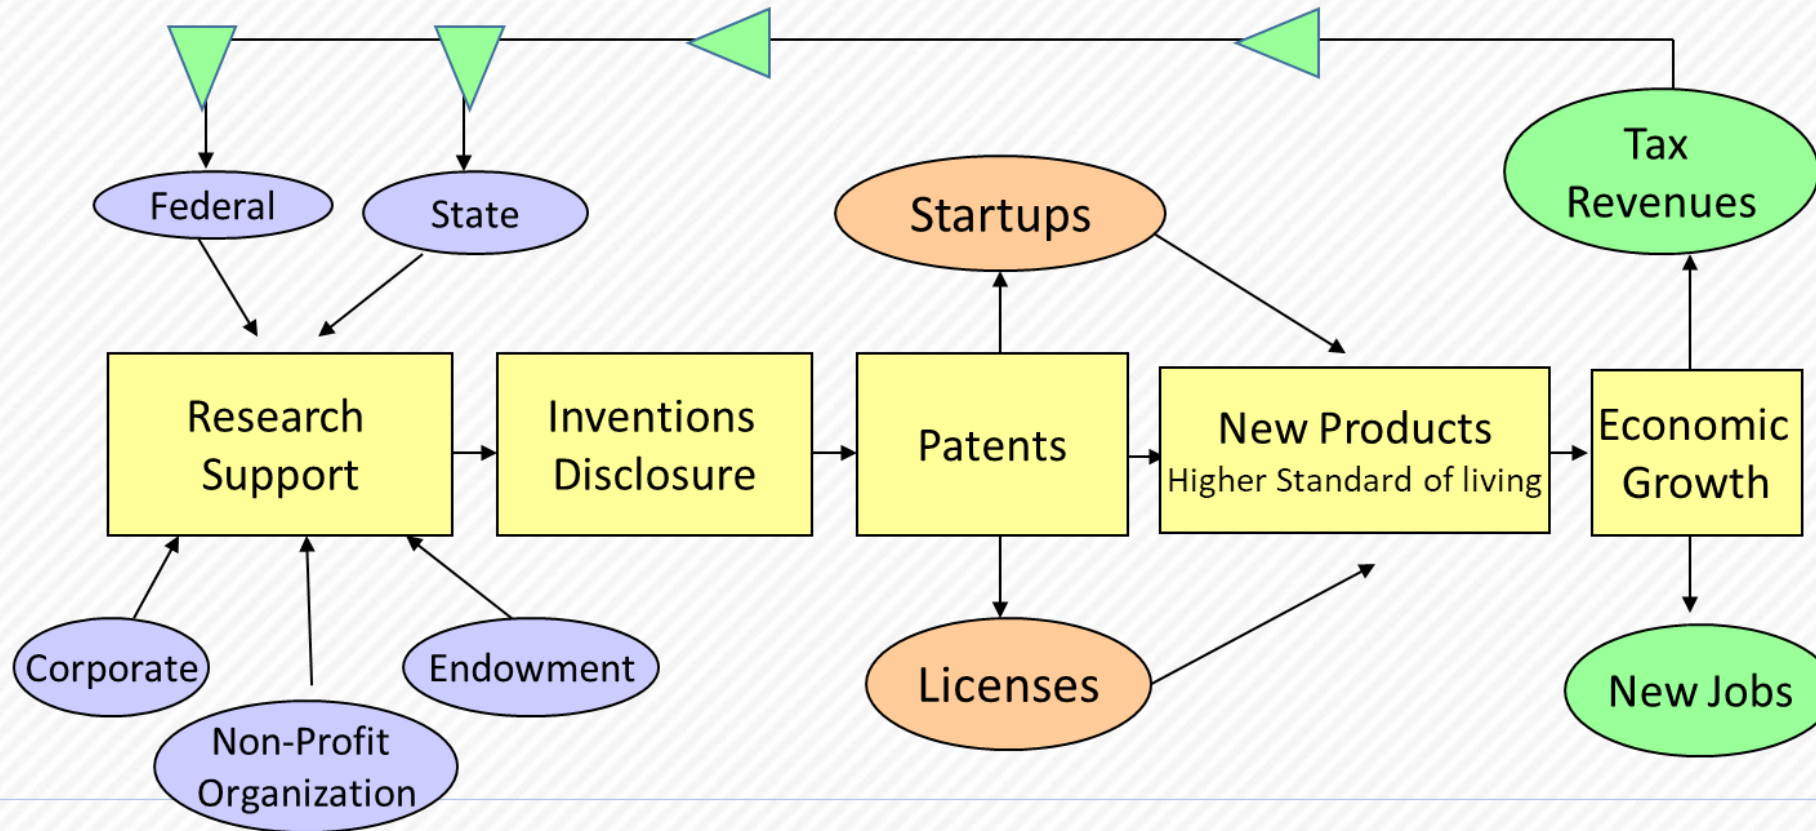 Tax
Revenues
Federal
State
Startups
Research
Support
Inventions
Disclosure
Patents
New Products
Higher Standard of living
Economic
Growth
Corporate
Non-Profit
Organization
Endowment
Licenses
New Jobs